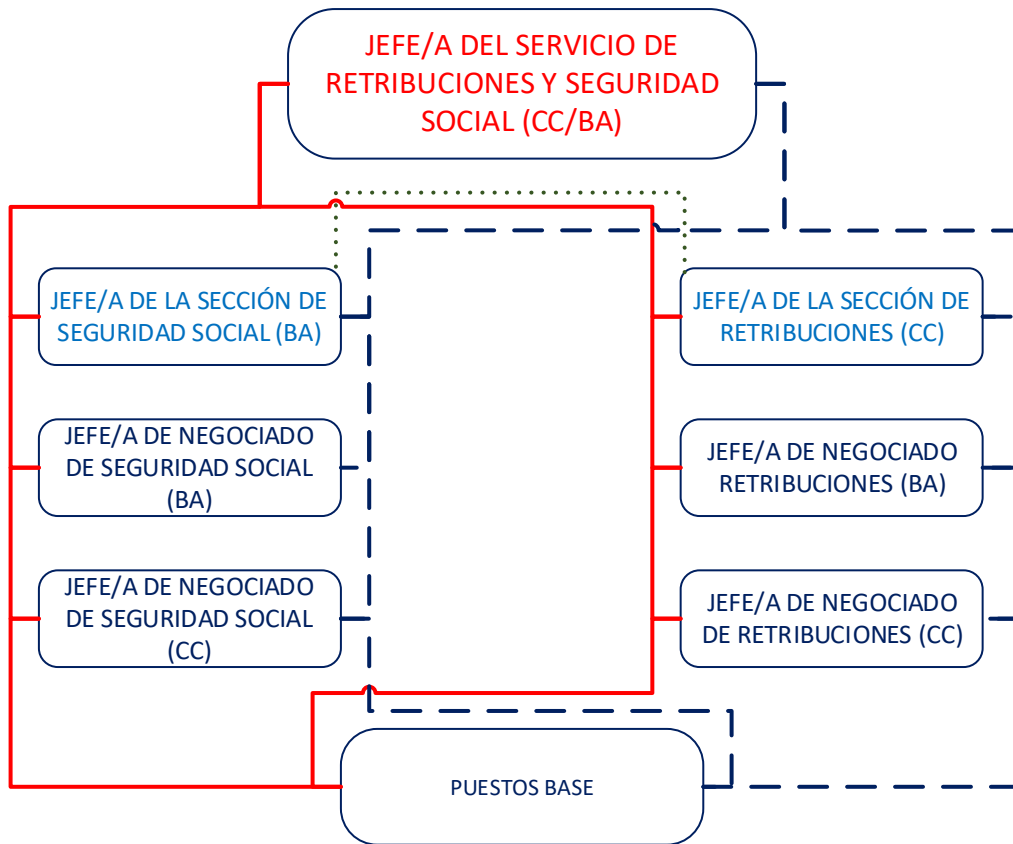 JEFE/A DEL SERVICIO DE
RETRIBUCIONES Y SEGURIDAD
SOCIAL (CC/BA)
JEFE/A DE LA SECCIÓN DE
SEGURIDAD SOCIAL (BA)
JEFE/A DE LA SECCIÓN DE
RETRIBUCIONES (CC)
JEFE/A DE NEGOCIADO
DE SEGURIDAD SOCIAL
(BA)
JEFE/A DE NEGOCIADO
RETRIBUCIONES (BA)
JEFE/A DE NEGOCIADO
DE SEGURIDAD SOCIAL
(CC)
JEFE/A DE NEGOCIADO
DE RETRIBUCIONES (CC)
PUESTOS BASE